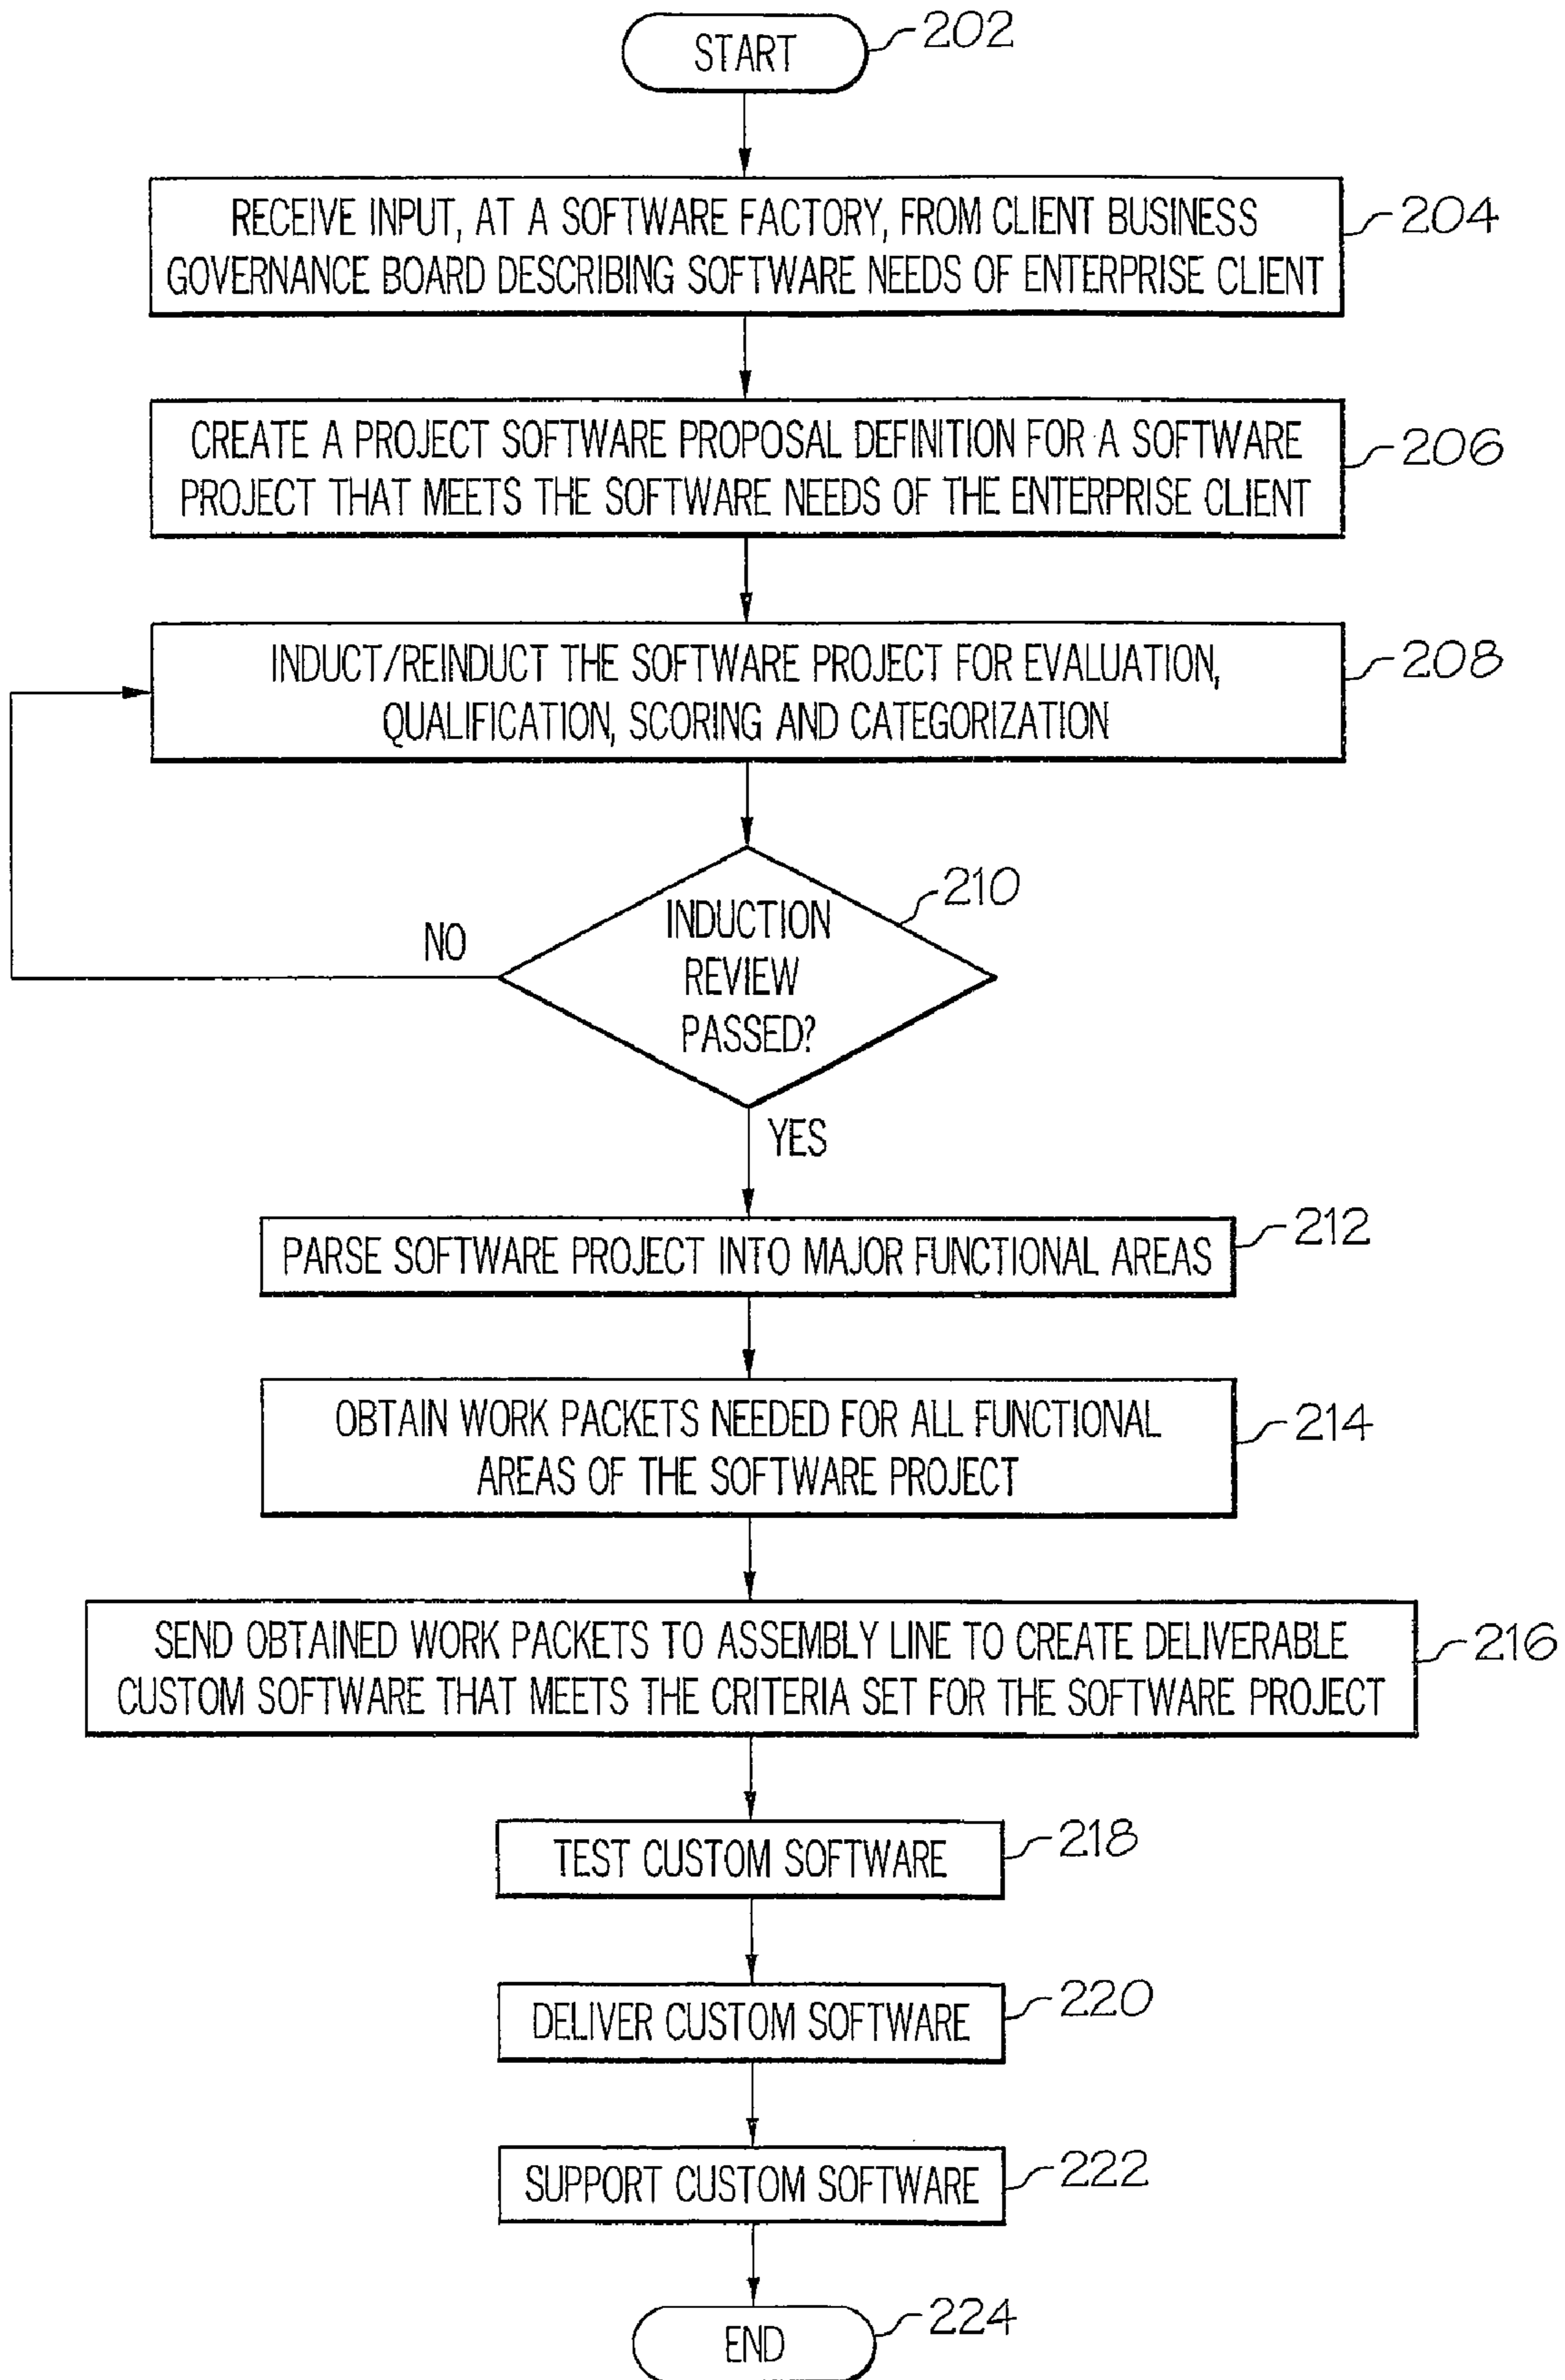 START
202
RECEIVE INPUT, AT A SOFTWARE FACTORY, FROM CLIENT BUSINESS
GOVERNANCE BOARD DESCRIBING SOFTWARE NEEDS OF ENTERPRISE CLIENT
204
CREATE A PROJECT SOFTWARE PROPOSAL DEFINITION FOR A SOFTWARE
PROJECT THAT MEETS THE SOFTWARE NEEDS OF THE ENTERPRISE CLIENT
206
INDUCT/REINDUCT THE SOFTWARE PROJECT FOR EVALUATION,
QUALIFICATION, SCORING AND CATEGORIZATION
208
INDUCTION
REVIEW
PASSED?
210
NO
YES
PARSE SOFTWARE PROJECT INTO MAJOR FUNCTIONAL AREAS
212
OBTAIN WORK PACKETS NEEDED FOR ALL FUNCTIONAL
AREAS OF THE SOFTWARE PROJECT
214
SEND OBTAINED WORK PACKETS TO ASSEMBLY LINE TO CREATE DELIVERABLE
CUSTOM SOFTWARE THAT MEETS THE CRITERIA SET FOR THE SOFTWARE PROJECT
216
TEST CUSTOM SOFTWARE
218
DELIVER CUSTOM SOFTWARE
220
SUPPORT CUSTOM SOFTWARE
222
END
224